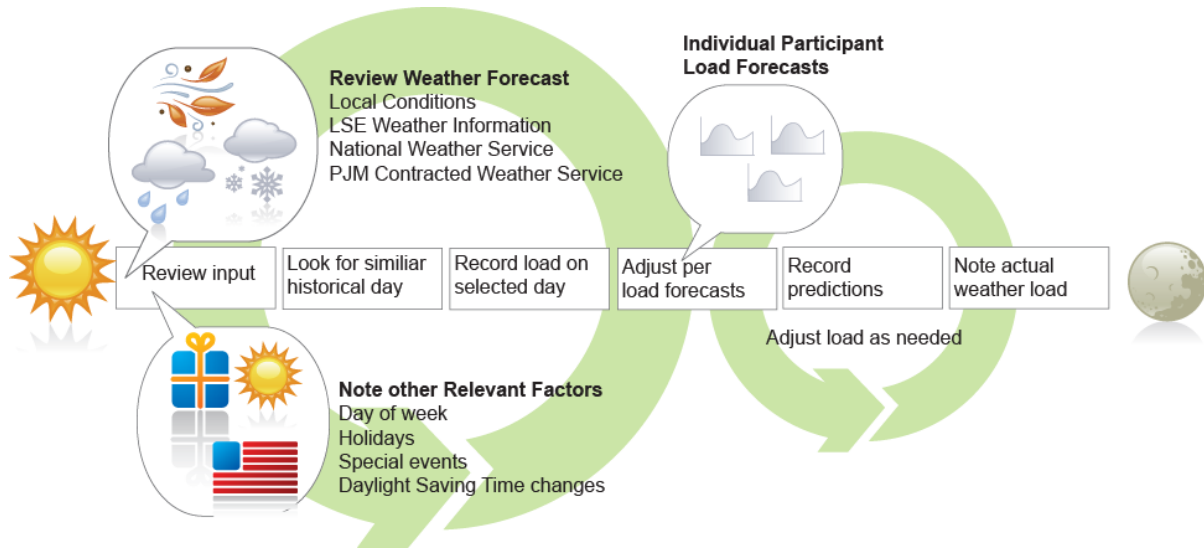 Individual Participant
Load Forecasts
Review Weather Forecast
Local Conditions
LSE Weather Information
National Weather Service
PJM Contracted Weather Service
Review input
Look for similiar
historical day
Record load on
selected day
Adjust per
load forecasts
Record
predictions
Note actual
weather load
Adjust load as needed
Note other Relevant Factors
Day of week
Holidays
Special events
Daylight Saving Time changes